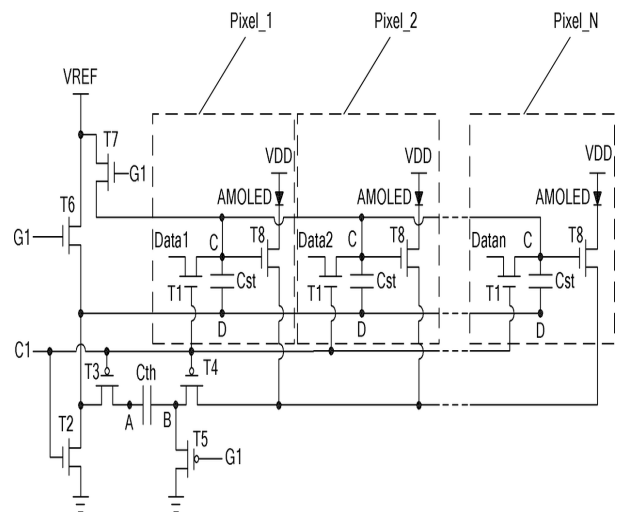 Pixel_1 Pixel_2 Pixel_N
VREF
T7
VDD VDD VDD
G1
AMOLED AMOLED AMOLED
T6
G1
Data1 C T8 Data2 C T8 Datan C T8
T1 Cst T1 Cst T1 Cst
D D D
C1
T3 Cth T4
A B
T2 T5
G1